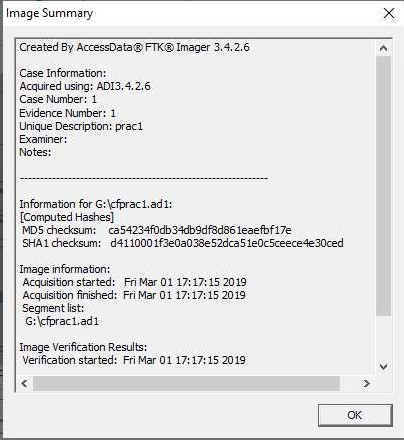 Image Summary
Created By AccessData® FTK® Imager 3.4.2.6
Case Information:
Acquired using: ADI3.4.2.6
Case Number: 1
Evidence Number: 1
Unique Description: prac1
Examiner:
Notes:
--------------------------------------------------------------
Information for G:\cfprac1.ad1:
[Computed Hashes]
MD5 checksum: ca54234f0db34db9df8d861eaefbf17e
SHA1 checksum: d4110001f3e0a038e52dca51e0c5ceece4e30ced
Image information:
Acquisition started: Fri Mar 01 17:17:15 2019
Acquisition finished: Fri Mar 01 17:17:15 2019
Segment list:
G:\cfprac1.ad1
Image Verification Results:
Verification started: Fri Mar 01 17:17:15 2019
OK